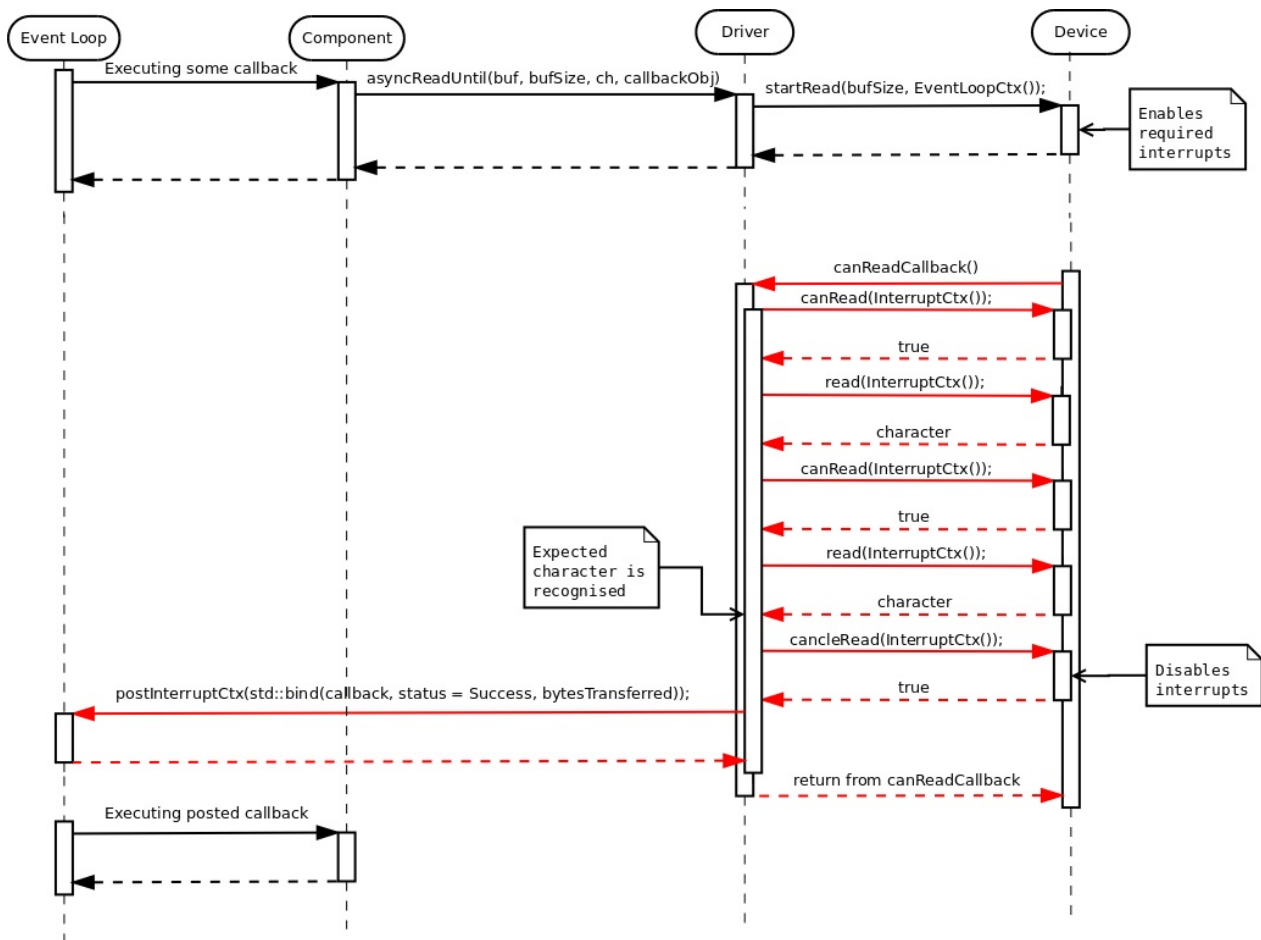 Event Loop
Component
Driver
Device
Executing some callback
asyncReadUntil(buf, bufSize, ch, callbackObj)
startRead(bufSize, EventLoopCtx());
Enables
required
interrupts
canReadCallback()
canRead(InterruptCtx());
true
read(InterruptCtx());
character
canRead(InterruptCtx());
true
Expected
character is
recognised
read(InterruptCtx());
character
cancleRead(InterruptCtx());
Disables
interrupts
true
postInterruptCtx(std::bind(callback, status = Success, bytesTransferred));
return from canReadCallback
Executing posted callback